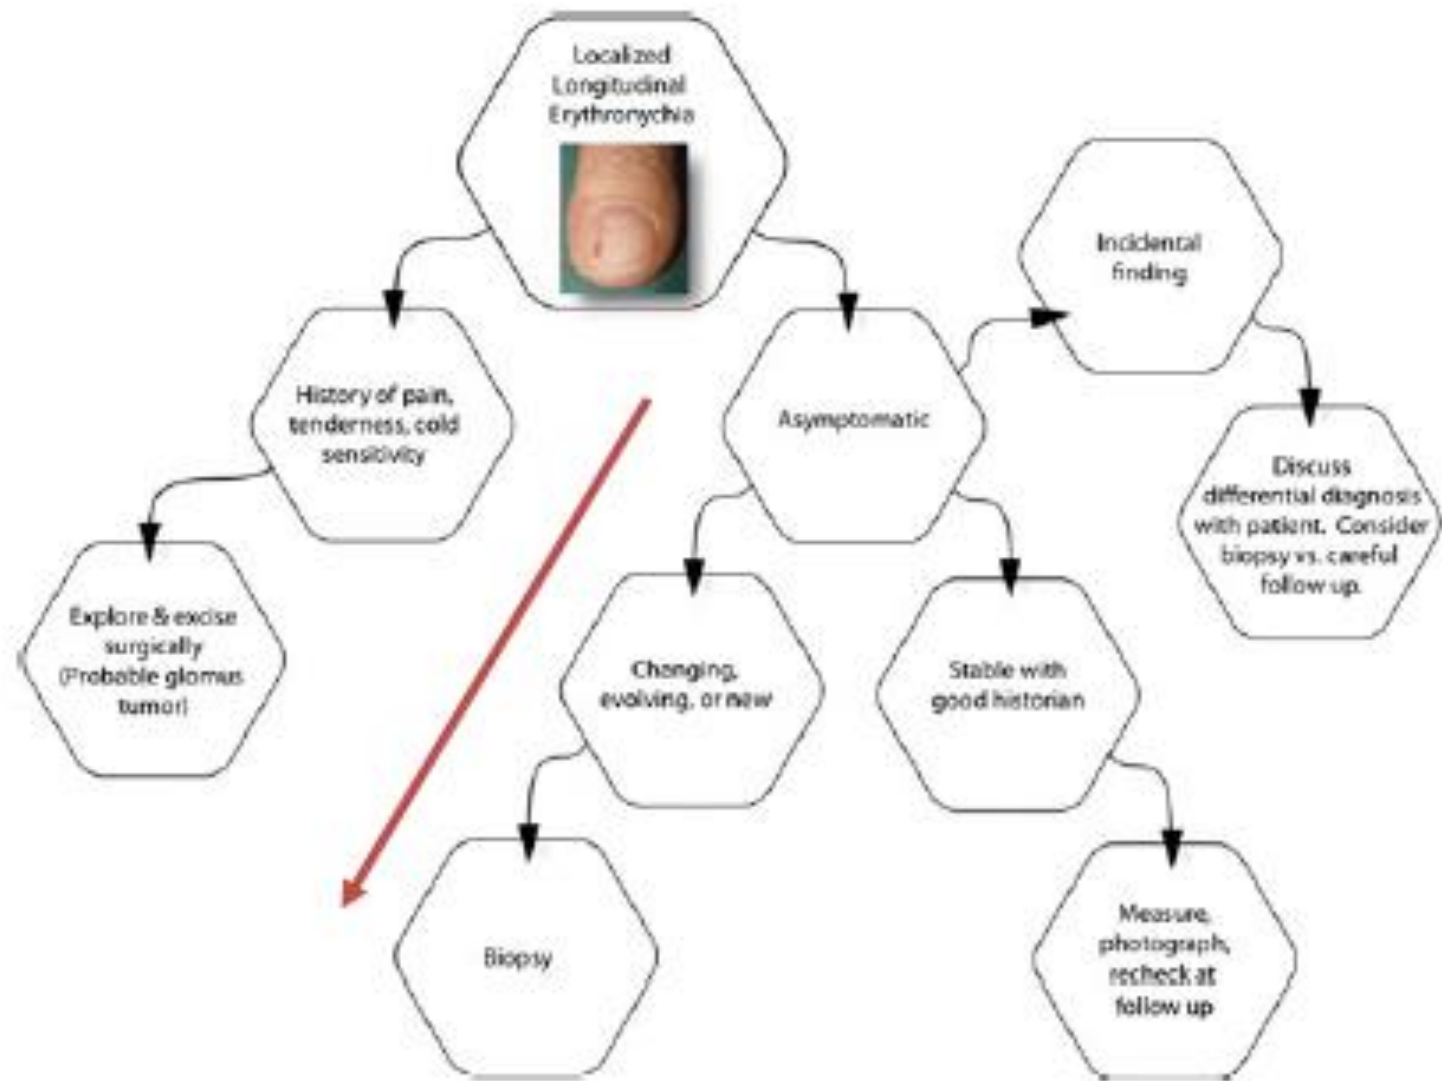 Localized
Longitudinal
Erythronychia
Incidental
finding
History of pain,
tenderness, cold
sensitivity
Asymptomatic
Discuss
differential diagnosis
with patient. Consider
biopsy vs. careful
follow up.
Explore & excise
surgically
(Probable glomus
tumor)
Changing,
evolving, or new
Stable with
good historian
Biopsy
Measure,
photograph,
recheck at
follow up